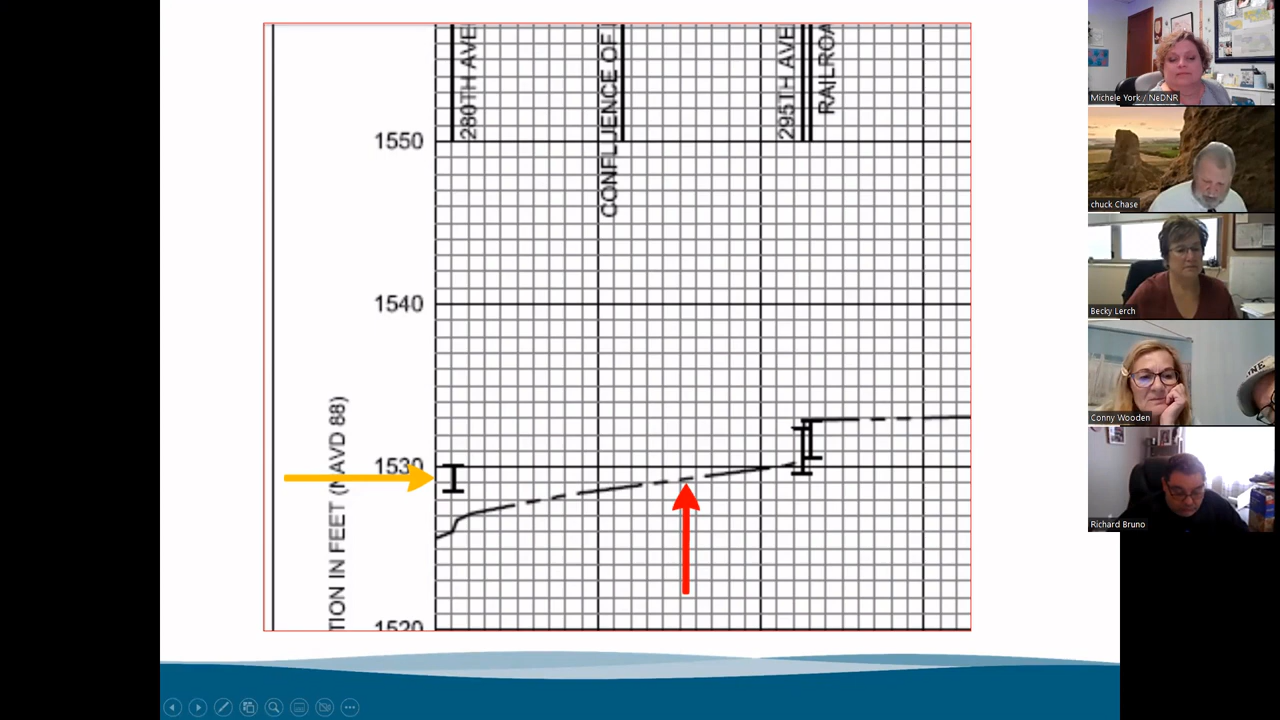 280TH AVE
CONFLUENCE OF
295TH AVE
RAILROA
1550
1540
1530
1520
TION IN FEET (NAVD 88)
Michele York / NeDNR
chuck Chase
Becky Lerch
Conny Wooden
Richard Bruno